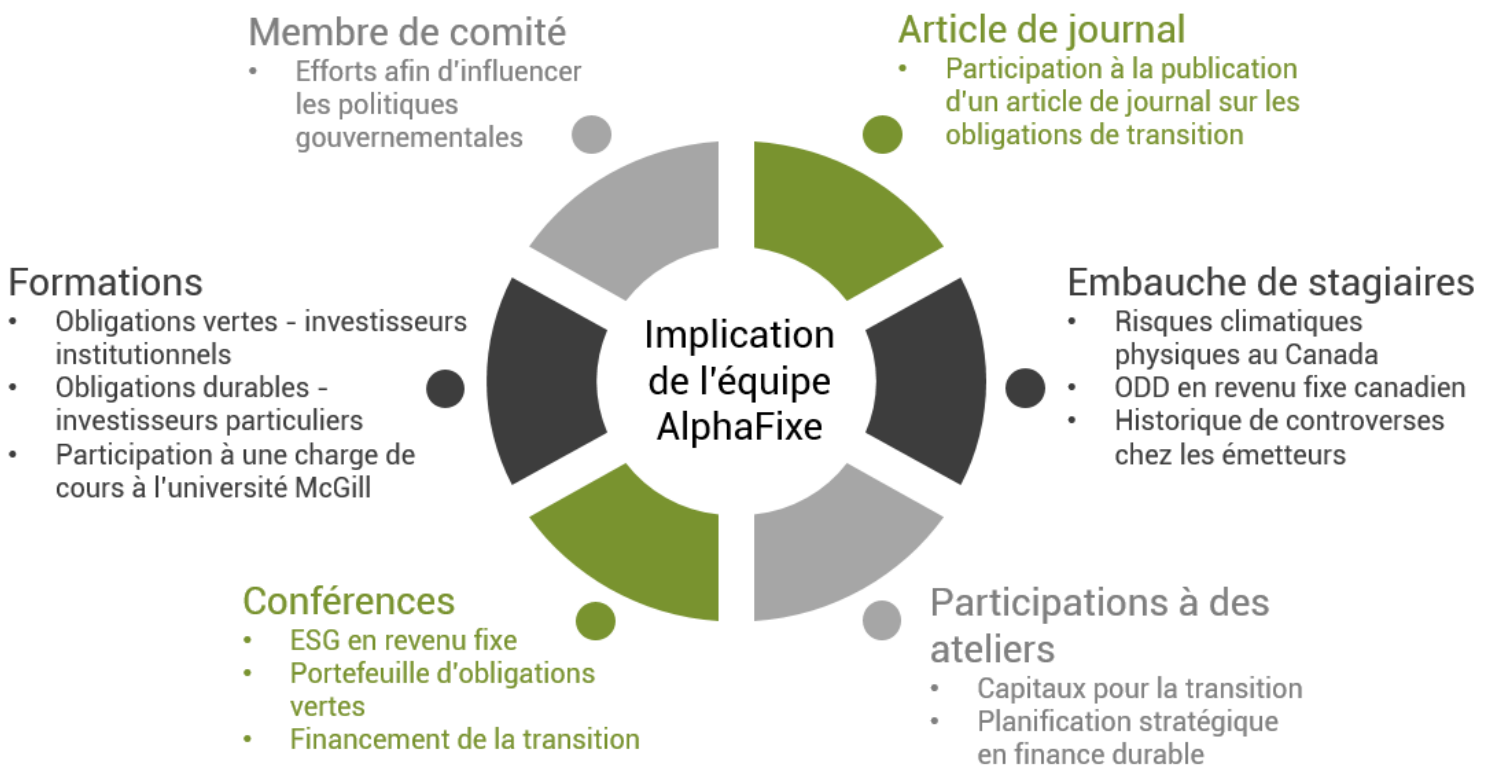 Membre de comité
• Efforts afin d'influencer
les politiques
gouvernementales
Article de journal
• Participation à la publication
d'un article de journal sur les
obligations de transition
Formations
• Obligations vertes - investisseurs
institutionnels
• Obligations durables -
investisseurs particuliers
• Participation à une charge de
cours à l'université McGill
Implication
de l'équipe
AlphaFixe
Embauche de stagiaires
• Risques climatiques
physiques au Canada
• ODD en revenu fixe canadien
• Historique de controverses
chez les émetteurs
Conférences
• ESG en revenu fixe
• Portefeuille d'obligations
vertes
• Financement de la transition
Participations à des
ateliers
• Capitaux pour la transition
• Planification stratégique
en finance durable